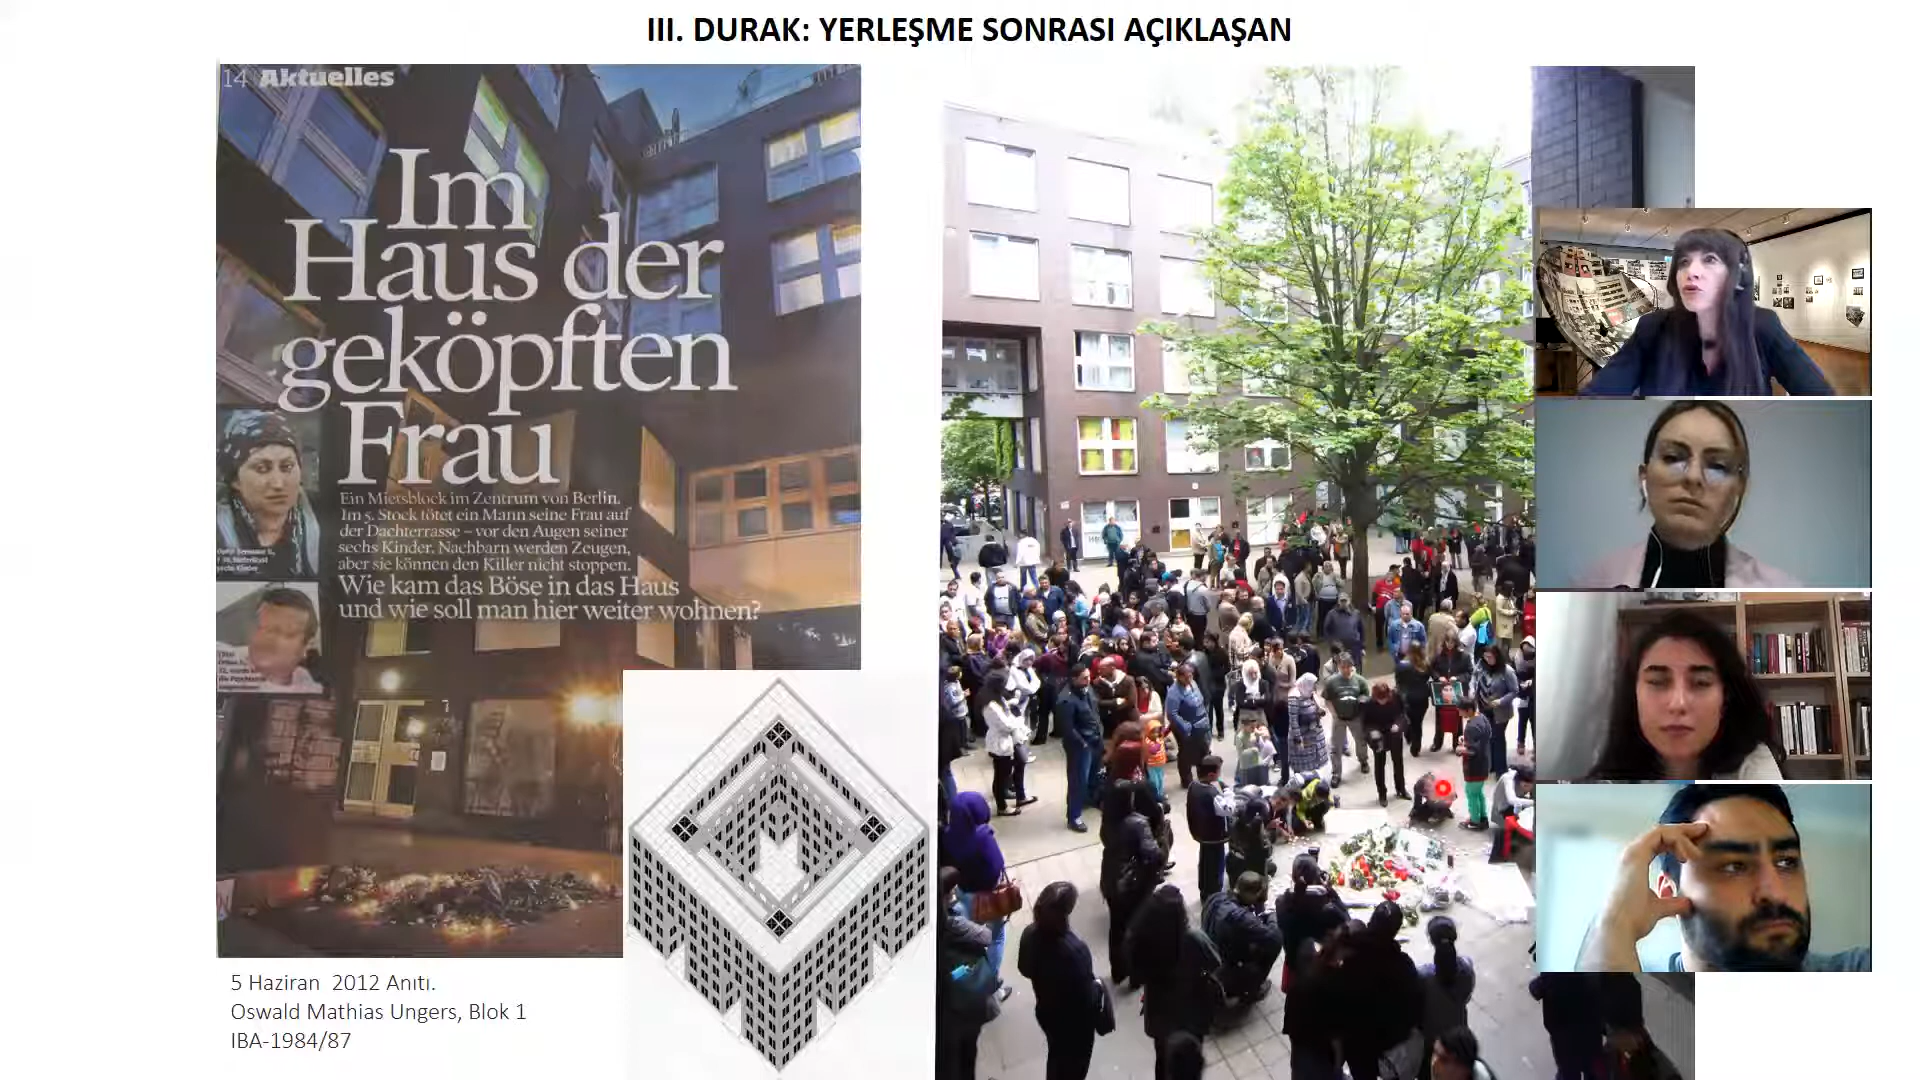 III. DURAK: YERLEŞME SONRASI AÇIKLAŞAN
14 Aktuelles
Im
Haus der
geköpften
Frau
Ein Mietsblock im Zentrum von Berlin.
Im 5. Stock tötet ein Mann seine Frau auf
der Dachterrasse – vor den Augen seiner
sechs Kinder. Nachbarn werden Zeugen,
aber sie können den Killer nicht stoppen.
Wie kam das Böse in das Haus
und wie soll man hier weiter wohnen?
5 Haziran 2012 Anıtı.
Oswald Mathias Ungers, Blok 1
IBA-1984/87